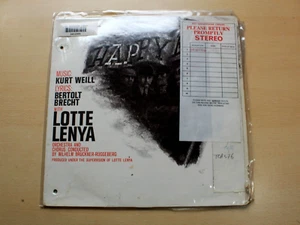 HAPPY
MUSIC
KURT WEILL
LYRICS
BERTOLT
BRECHT
WITH
LOTTE
LENYA
ORCHESTRA AND
CHORUS CONDUCTED
BY WILHELM BRÜCKNER-RÜGGEBERG
PRODUCED UNDER THE SUPERVISION OF LOTTE LENYA
PLEASE RETURN
PROMPTLY
STEREO